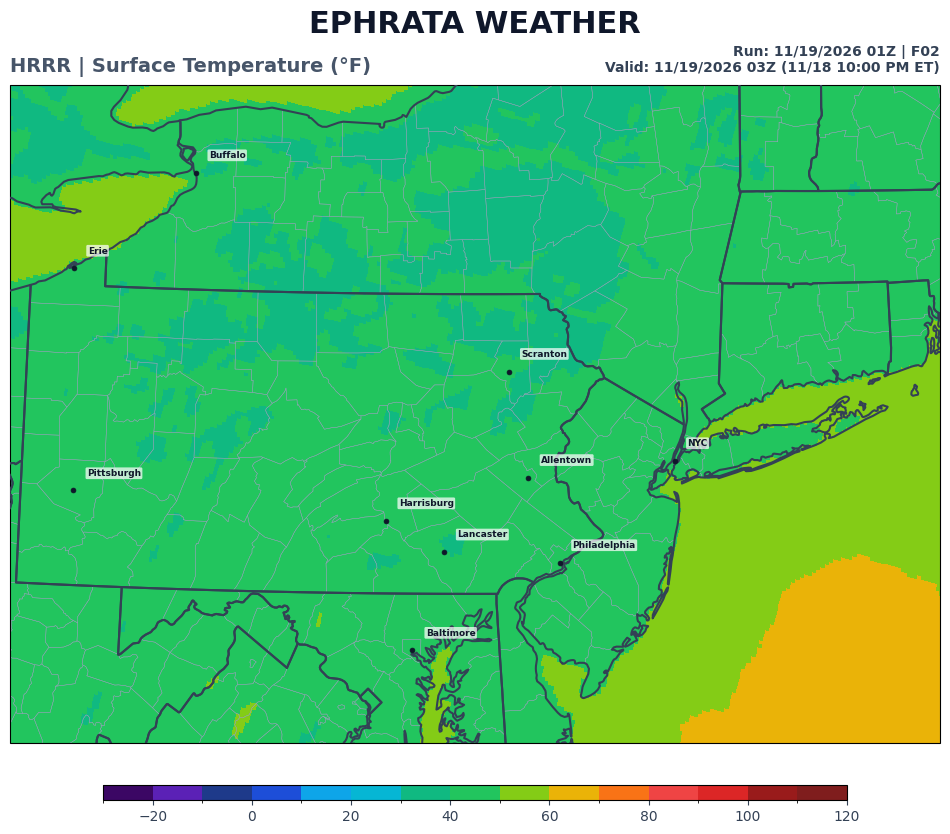 EPHRATA WEATHER
HRRR | Surface Temperature (°F)
Run: 11/19/2026 01Z | F02
Valid: 11/19/2026 03Z (11/18 10:00 PM ET)
Buffalo
Erie
Scranton
NYC
Allentown
Pittsburgh
Harrisburg
Lancaster
Philadelphia
Baltimore
−20 0 20 40 60 80 100 120